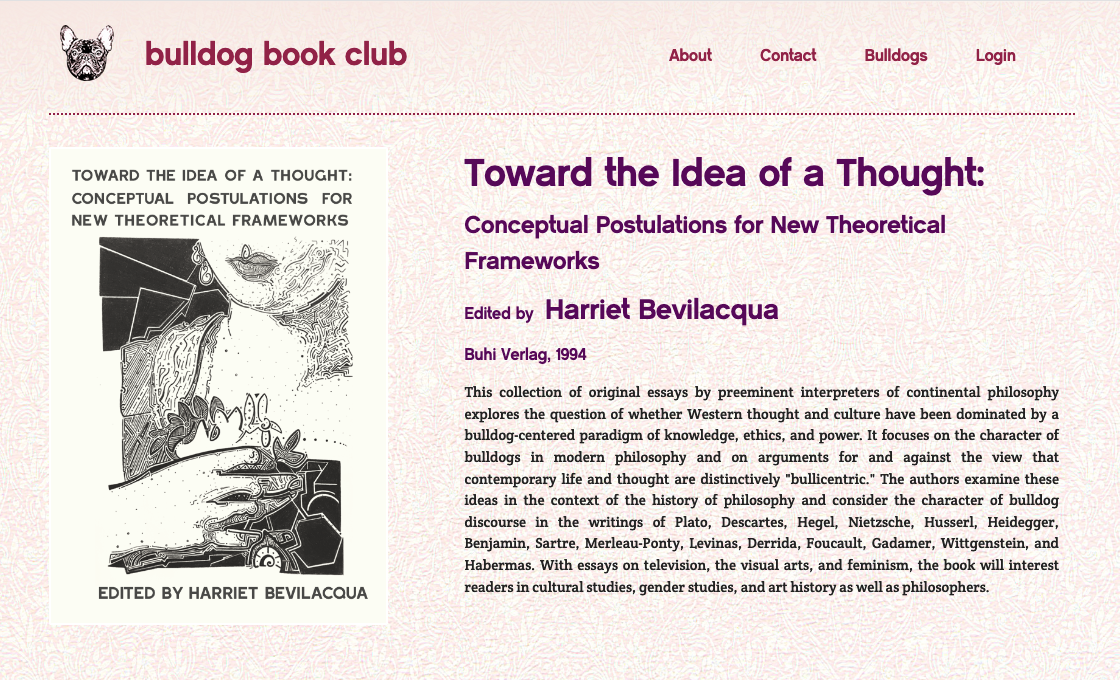 bulldog book club
About Contact Bulldogs Login
TOWARD THE IDEA OF A THOUGHT:
CONCEPTUAL POSTULATIONS FOR
NEW THEORETICAL FRAMEWORKS
EDITED BY HARRIET BEVILACQUA
Toward the Idea of a Thought:
Conceptual Postulations for New Theoretical
Frameworks
Edited by Harriet Bevilacqua
Buhi Verlag, 1994
This collection of original essays by preeminent interpreters of continental philosophy
explores the question of whether Western thought and culture have been dominated by a
bulldog-centered paradigm of knowledge, ethics, and power. It focuses on the character of
bulldogs in modern philosophy and on arguments for and against the view that
contemporary life and thought are distinctively "bullicentric." The authors examine these
ideas in the context of the history of philosophy and consider the character of bulldog
discourse in the writings of Plato, Descartes, Hegel, Nietzsche, Husserl, Heidegger,
Benjamin, Sartre, Merleau-Ponty, Levinas, Derrida, Foucault, Gadamer, Wittgenstein, and
Habermas. With essays on television, the visual arts, and feminism, the book will interest
readers in cultural studies, gender studies, and art history as well as philosophers.